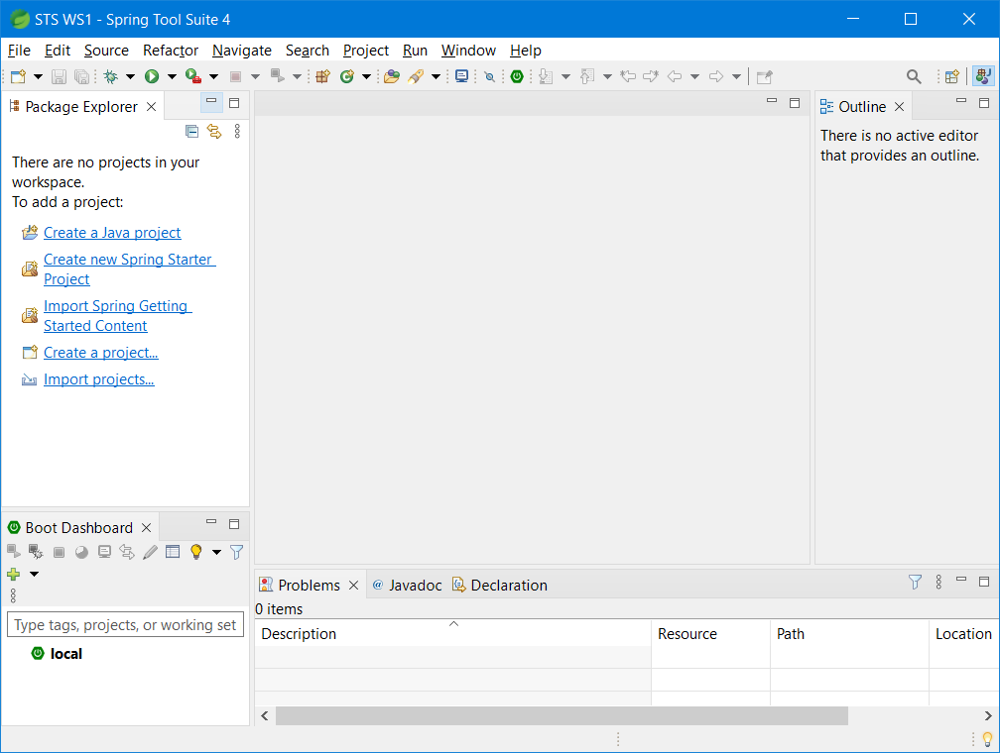 STS WS1 - Spring Tool Suite 4
File Edit Source Refactor Navigate Search Project Run Window Help
Package Explorer
There are no projects in your
workspace.
To add a project:
Create a Java project
Create new Spring Starter
Project
Import Spring Getting
Started Content
Create a project...
Import projects...
Outline
There is no active editor
that provides an outline.
Boot Dashboard
Type tags, projects, or working set
local
Problems @ Javadoc Declaration
0 items
Description Resource Path Location